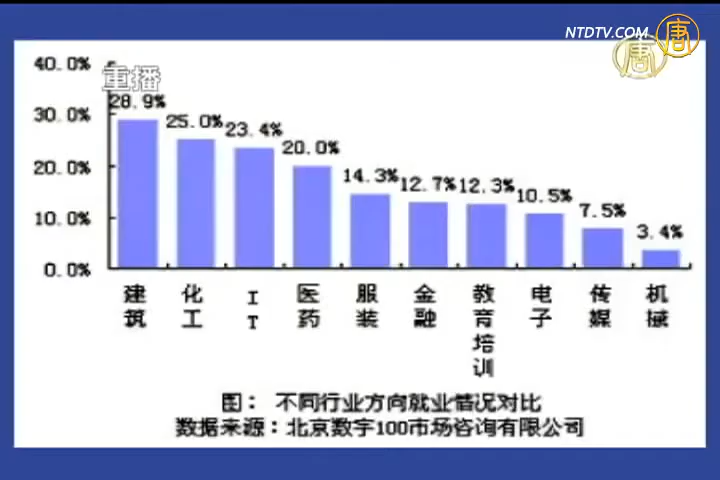 NTDTV.COM 唐
唐
40.0%
重播
28.9%
30.0%
25.0%
23.4%
20.0%
20.0%
14.3%
12.7%
12.3%
10.5%
10.0%
7.5%
3.4%
0.0%
建筑
化工
IT
医药
服装
金融
教育培训
电子
传媒
机械
图： 不同行业方向就业情况对比
数据来源：北京数字100市场咨询有限公司